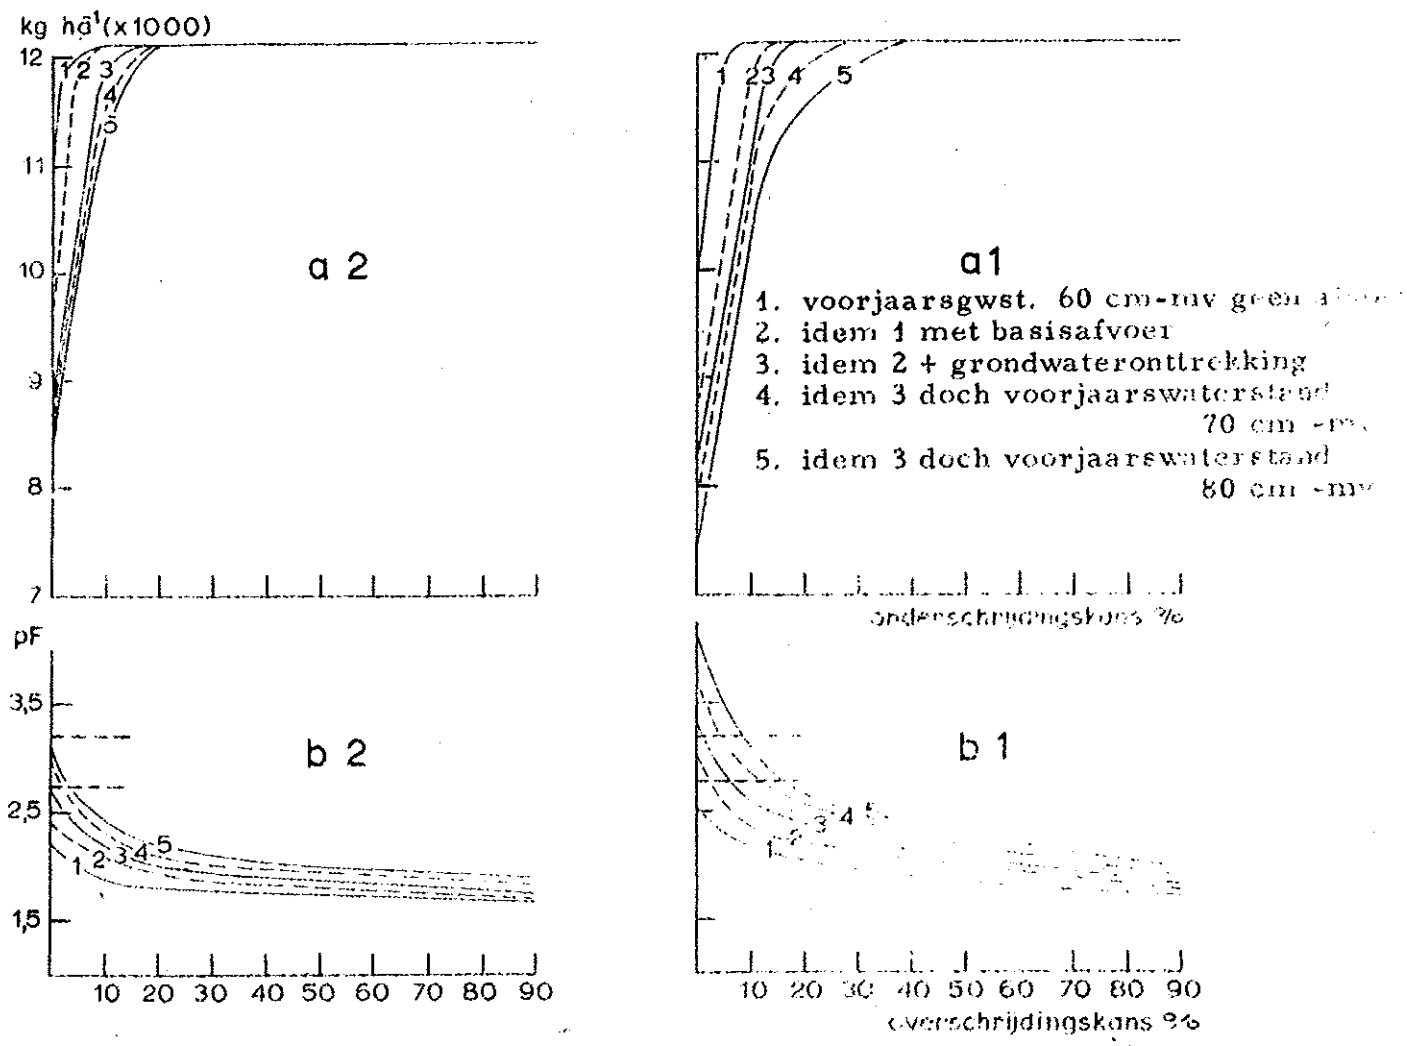 kg ha⁻¹(x1000)
12
11
10
9
8
7
1 2 3
4
5
a 2
1 2 3 4 5
a1
1. voorjaarsgwst. 60 cm-mv geen
2. idem 1 met basisafvoer
3. idem 2 + grondwateronttrekking
4. idem 3 doch voorjaarswaterstand
70 cm -mv
5. idem 3 doch voorjaarswaterstand
80 cm -mv
onderschrijdingskans %
pF
3,5
2,5
1,5
b 2
1 2 3 4 5
10 20 30 40 50 60 70 80 90
b 1
1 2 3 4 5
10 20 30 40 50 60 70 80 90
overschrijdingskans %